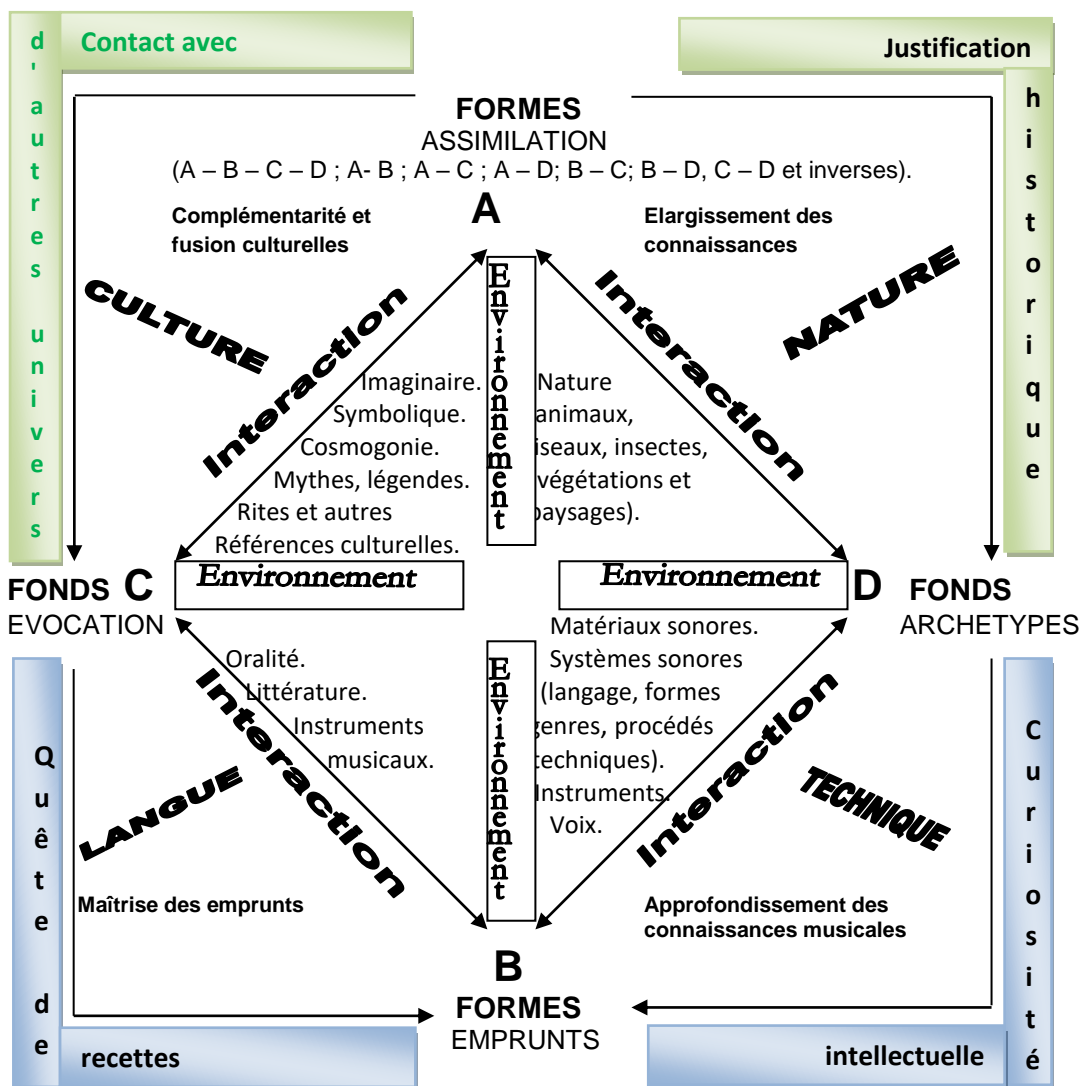 Contact avec
d'autres univers
Justification
historique
FORMES
ASSIMILATION
(A – B – C – D ; A- B ; A – C ; A – D; B – C; B – D, C – D et inverses).
A
Complémentarité et
fusion culturelles
Elargissement des
connaissances
CULTURE
NATURE
Interaction
Interaction
Environnement
Imaginaire.
Symbolique.
Cosmogonie.
Mythes, légendes.
Rites et autres
Références culturelles.
Nature
animaux,
iseaux, insectes,
végétations et
paysages).
FONDS C
EVOCATION
Environnement
Environnement
D FONDS
ARCHETYPES
Oralité.
Littérature.
Instruments
musicaux.
Environnement
Matériaux sonores.
Systèmes sonores
(langage, formes
genres, procédés
techniques).
Instruments.
Voix.
Interaction
Interaction
LANGUE
TECHNIQUE
Maîtrise des emprunts
Approfondissement des
connaissances musicales
B
FORMES
EMPRUNTS
Quête de
recettes
Curiosité
intellectuelle